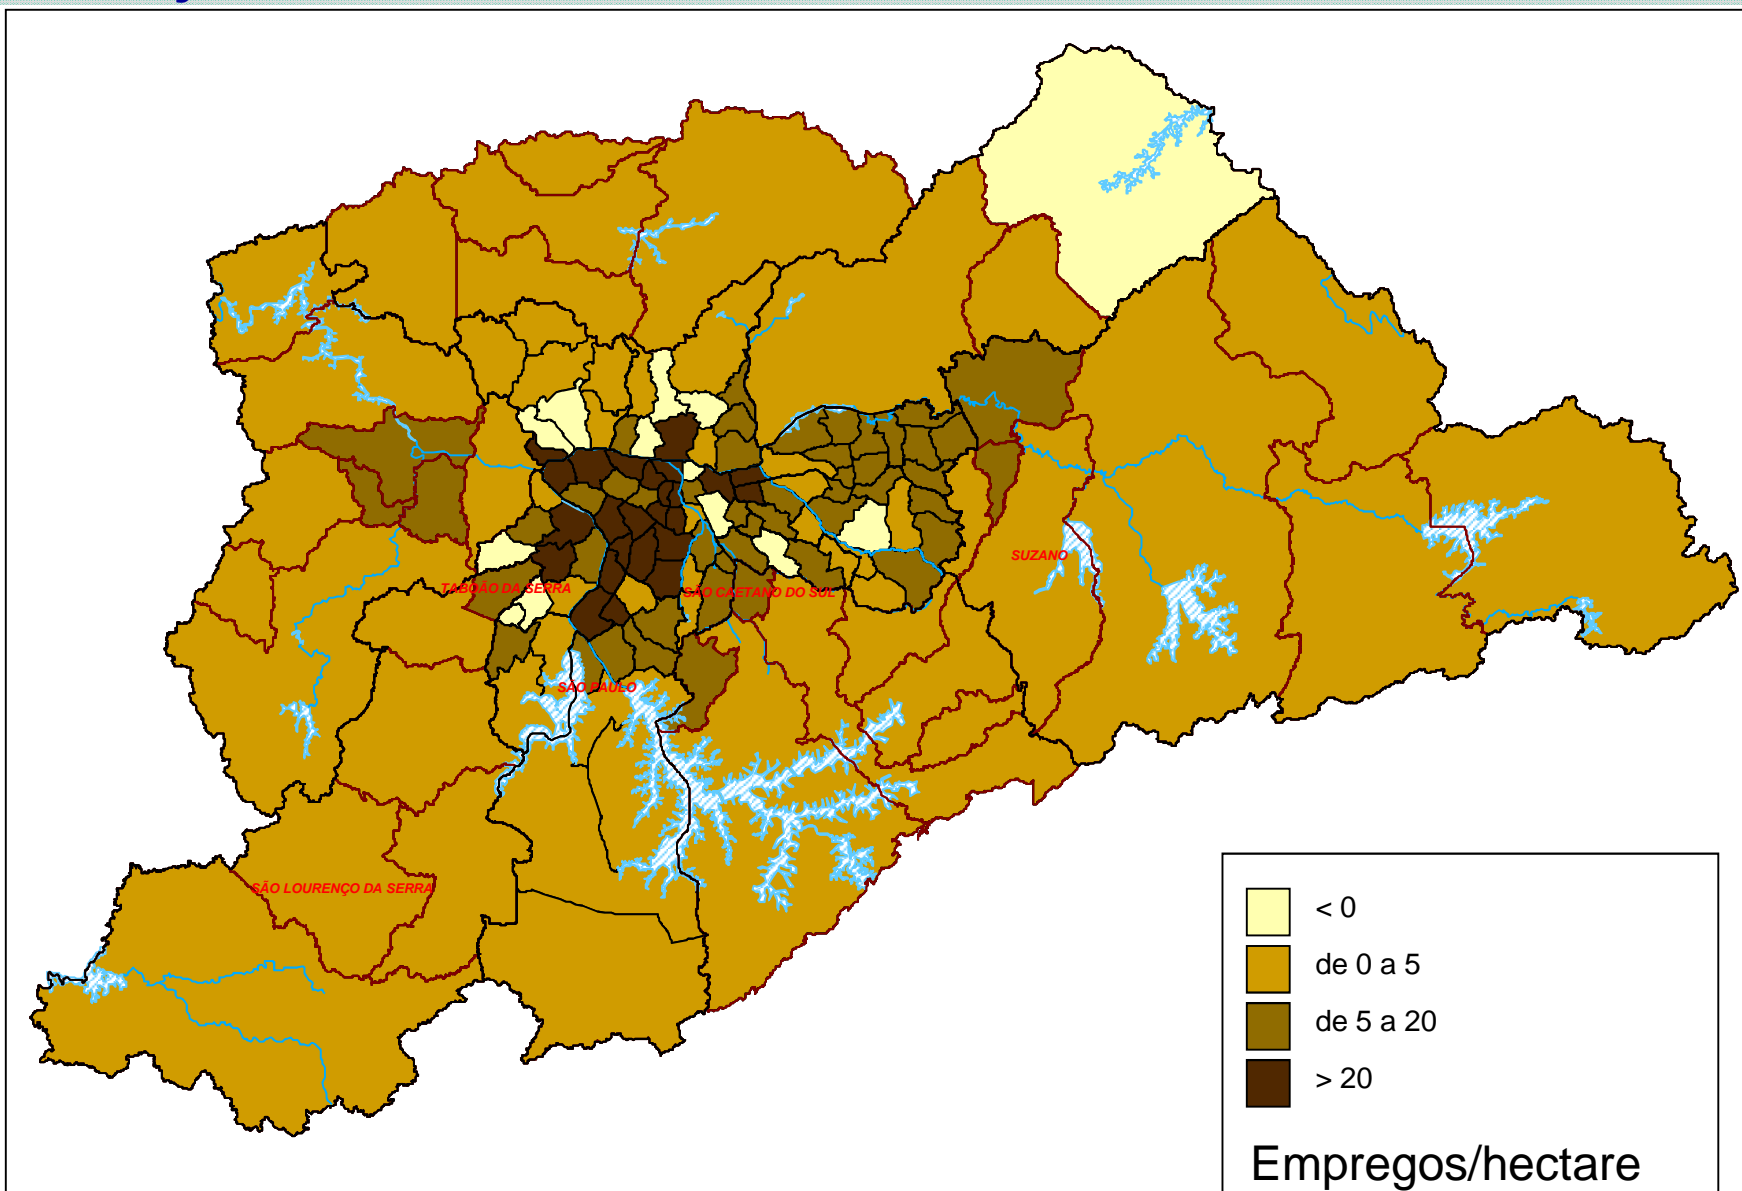 TABOÃO DA SERRA
SÃO CAETANO DO SUL
SUZANO
SÃO PAULO
SÃO LOURENÇO DA SERRA
< 0
de 0 a 5
de 5 a 20
> 20
Empregos/hectare